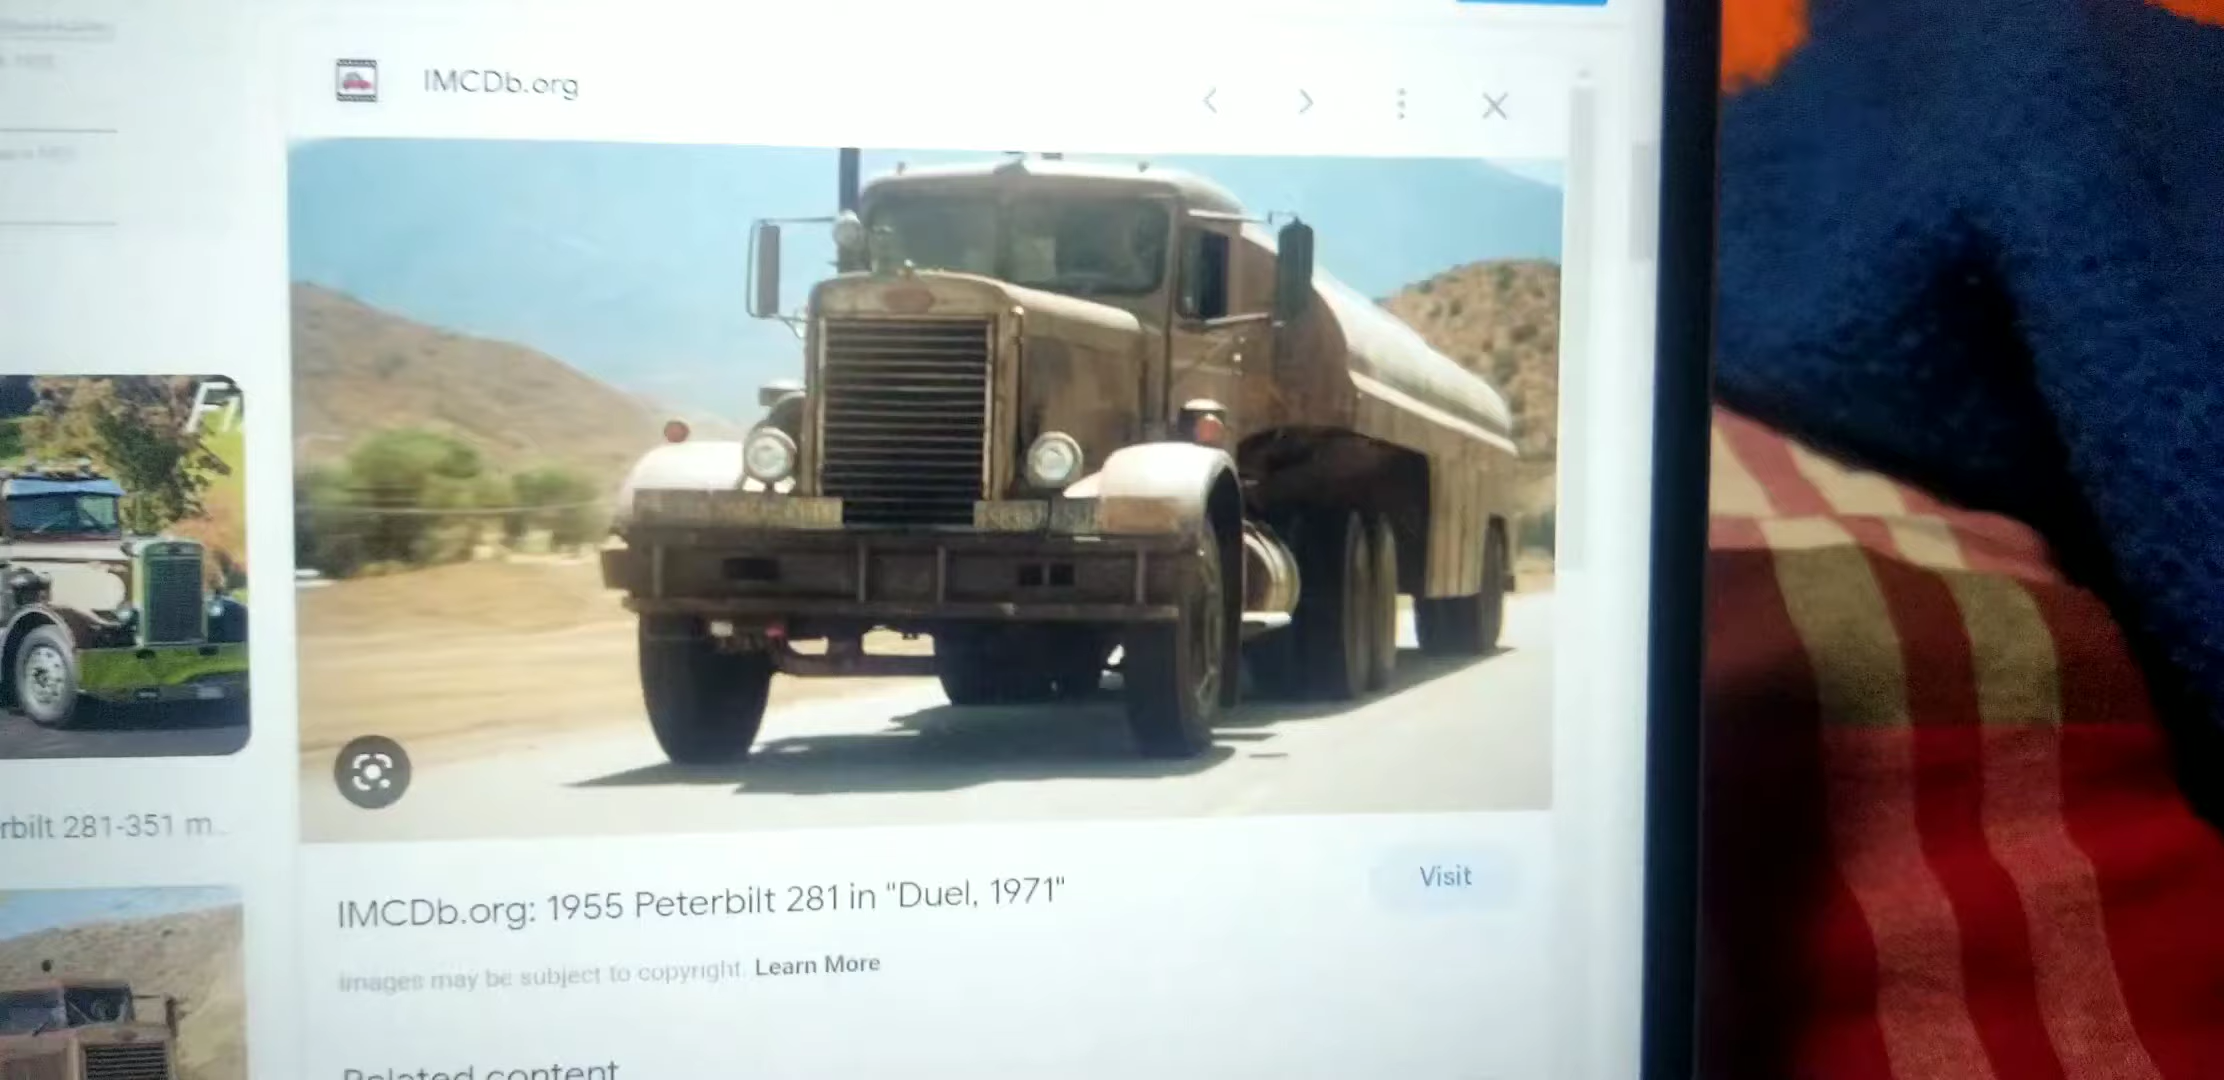 IMCDb.org
rbilt 281-351 m...
IMCDb.org: 1955 Peterbilt 281 in "Duel, 1971"
Visit
Images may be subject to copyright. Learn More
Related content